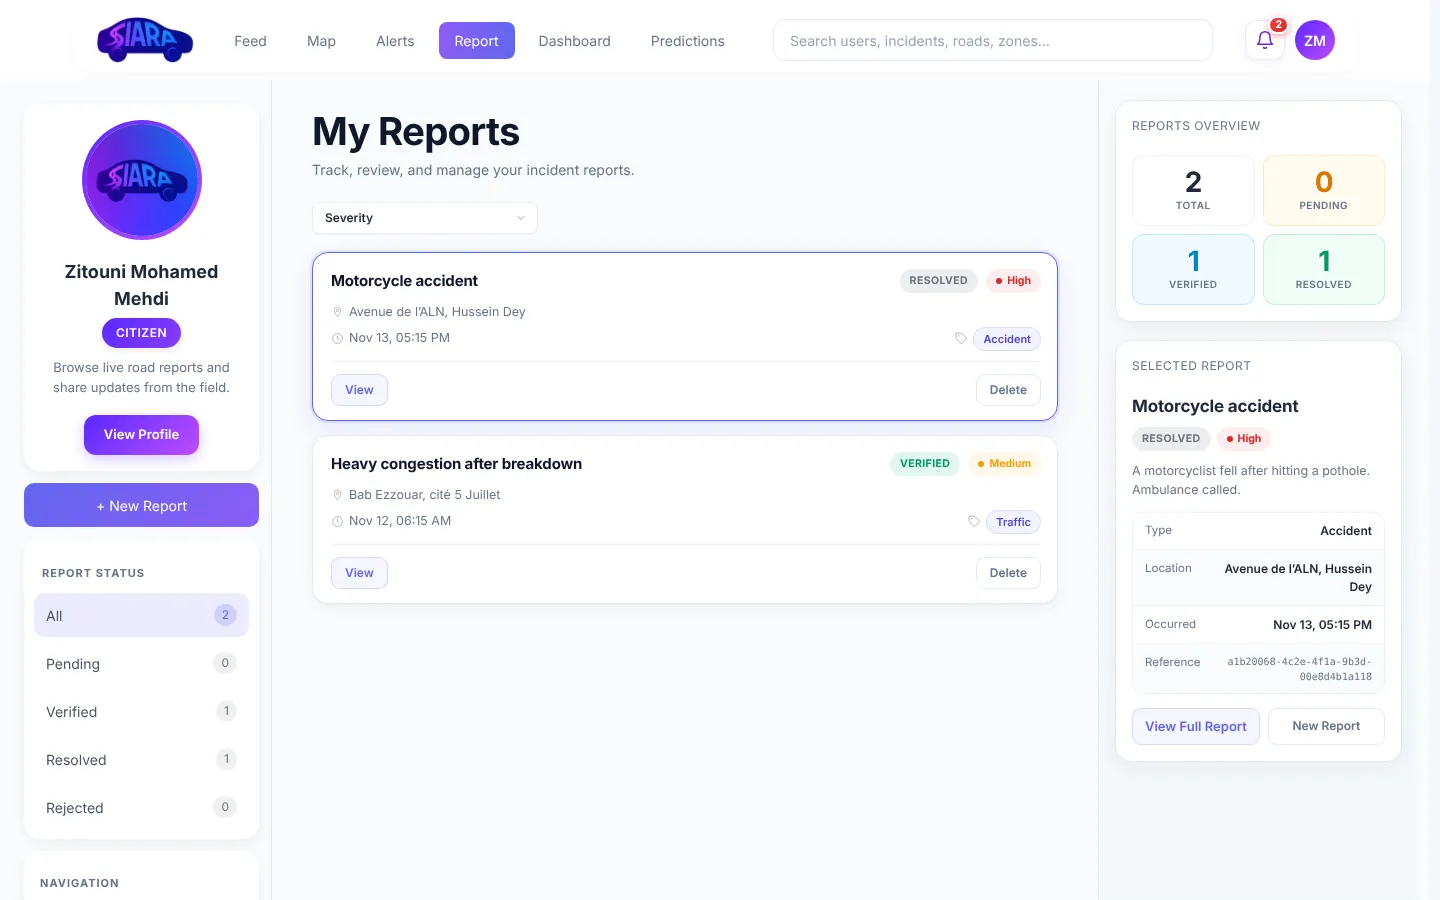 SIARA
Feed
Map
Alerts
Report
Dashboard
Predictions
Search users, incidents, roads, zones...
2
ZM
SIARA
Zitouni Mohamed
Mehdi
CITIZEN
Browse live road reports and
share updates from the field.
View Profile
+ New Report
REPORT STATUS
All 2
Pending 0
Verified 1
Resolved 1
Rejected 0
NAVIGATION
My Reports
Track, review, and manage your incident reports.
Severity
Motorcycle accident
RESOLVED
High
Avenue de l’ALN, Hussein Dey
Nov 13, 05:15 PM
Accident
View
Delete
Heavy congestion after breakdown
VERIFIED
Medium
Bab Ezzouar, cité 5 Juillet
Nov 12, 06:15 AM
Traffic
View
Delete
REPORTS OVERVIEW
2
TOTAL
0
PENDING
1
VERIFIED
1
RESOLVED
SELECTED REPORT
Motorcycle accident
RESOLVED
High
A motorcyclist fell after hitting a pothole.
Ambulance called.
Type Accident
Location Avenue de l’ALN, Hussein
Dey
Occurred Nov 13, 05:15 PM
Reference a1b20068-4c2e-4f1a-9b3d-
00e8d4b1a118
View Full Report
New Report